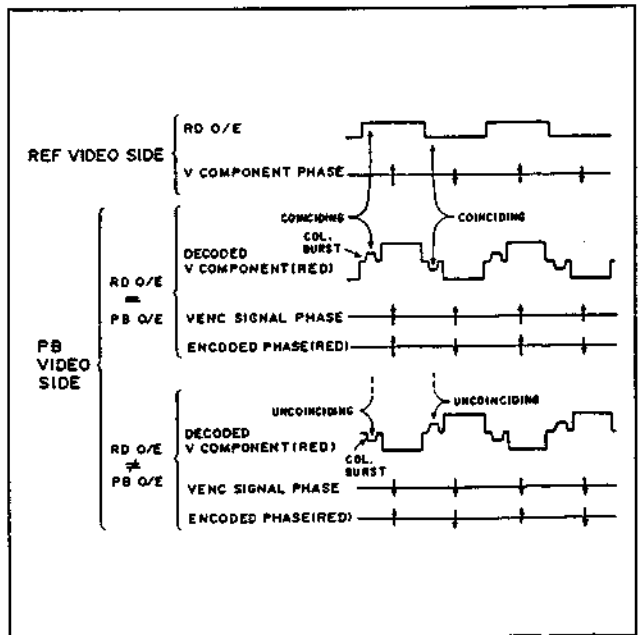 RD O/E
REF VIDEO SIDE
V COMPONENT PHASE
COINCIDING
COINCIDING
COL.
BURST
DECODED
V COMPONENT(RED)
RD O/E
=
PB O/E
VENC SIGNAL PHASE
ENCODED PHASE(RED)
PB
VIDEO
SIDE
UNCOINCIDING
UNCOINCIDING
DECODED
V COMPONENT(RED)
RD O/E
≠
PB O/E
COL.
BURST
VENC SIGNAL PHASE
ENCODED PHASE(RED)